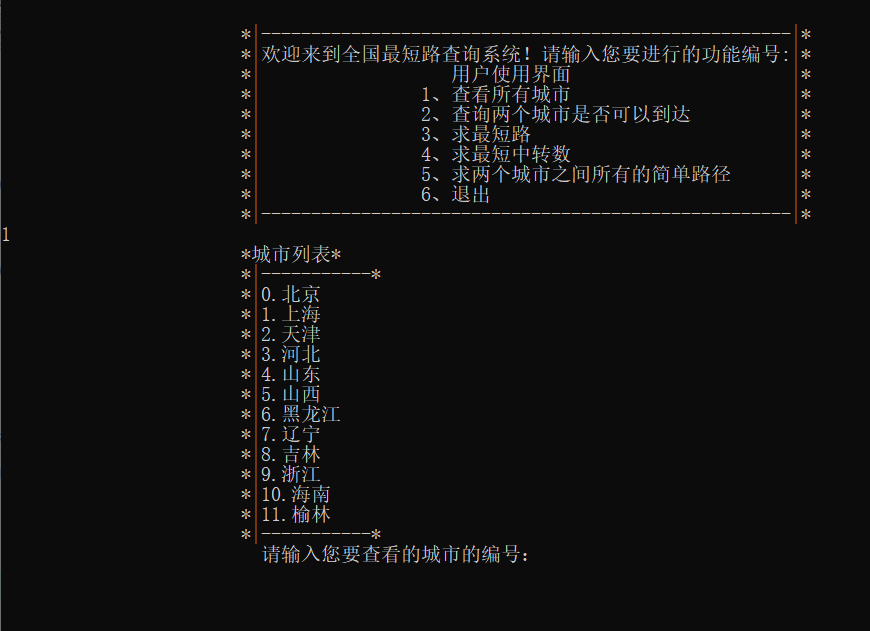 *|-----------------------------------------------------|*
*|欢迎来到全国最短路查询系统! 请输入您要进行的功能编号:|*
*|用户使用界面|*
*|1、查看所有城市|*
*|2、查询两个城市是否可以到达|*
*|3、求最短路|*
*|4、求最短中转数|*
*|5、求两个城市之间所有的简单路径|*
*|6、退出|*
*|-----------------------------------------------------|*
1
*城市列表*
*|-----------*
*|0.北京
*|1.上海
*|2.天津
*|3.河北
*|4.山东
*|5.山西
*|6.黑龙江
*|7.辽宁
*|8.吉林
*|9.浙江
*|10.海南
*|11.榆林
*|-----------*
请输入您要查看的城市的编号: